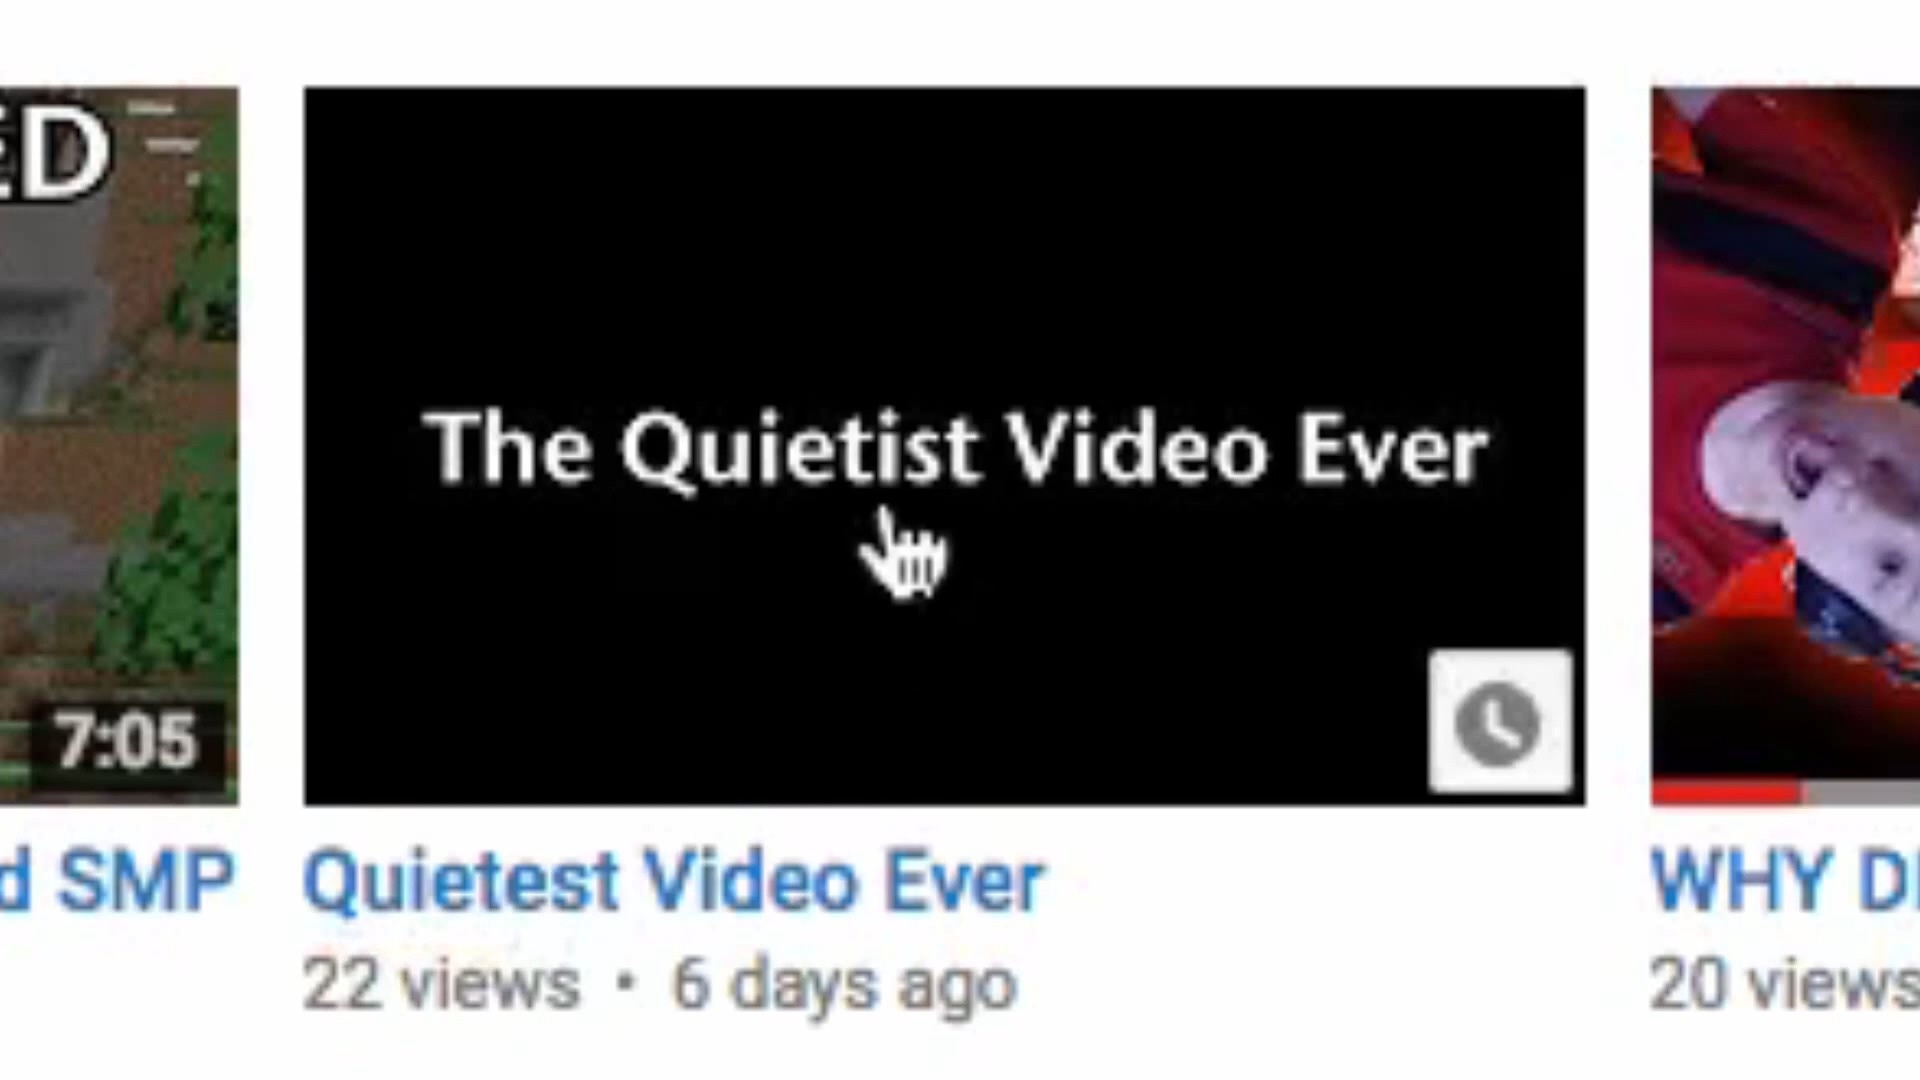 ED
The Quietist Video Ever
7:05
d SMP
Quietest Video Ever
WHY D
22 views • 6 days ago
20 views